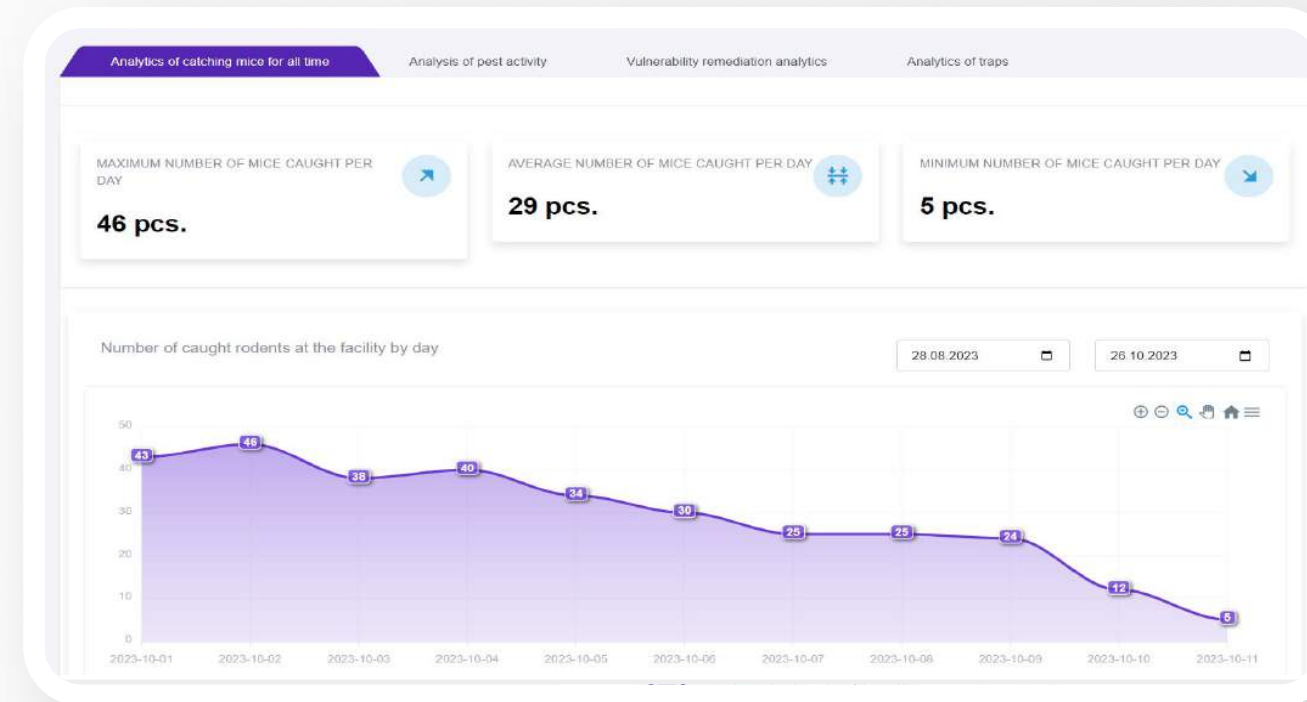 Analytics of catching mice for all time
Analysis of pest activity
Vulnerability remediation analytics
Analytics of traps
MAXIMUM NUMBER OF MICE CAUGHT PER
DAY
46 pcs.
AVERAGE NUMBER OF MICE CAUGHT PER DAY
29 pcs.
MINIMUM NUMBER OF MICE CAUGHT PER DAY
5 pcs.
Number of caught rodents at the facility by day
28.08.2023
26.10.2023
50
40
30
20
10
0
43
46
38
40
34
30
25
25
24
12
5
2023-10-01
2023-10-02
2023-10-03
2023-10-04
2023-10-05
2023-10-06
2023-10-07
2023-10-08
2023-10-09
2023-10-10
2023-10-11